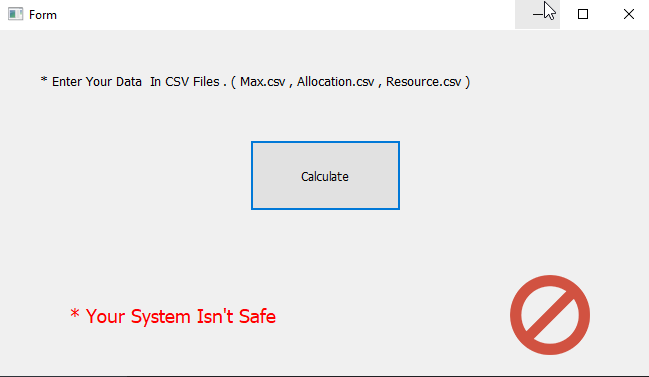 Form
* Enter Your Data  In CSV Files . ( Max.csv , Allocation.csv , Resource.csv )
Calculate
* Your System Isn't Safe